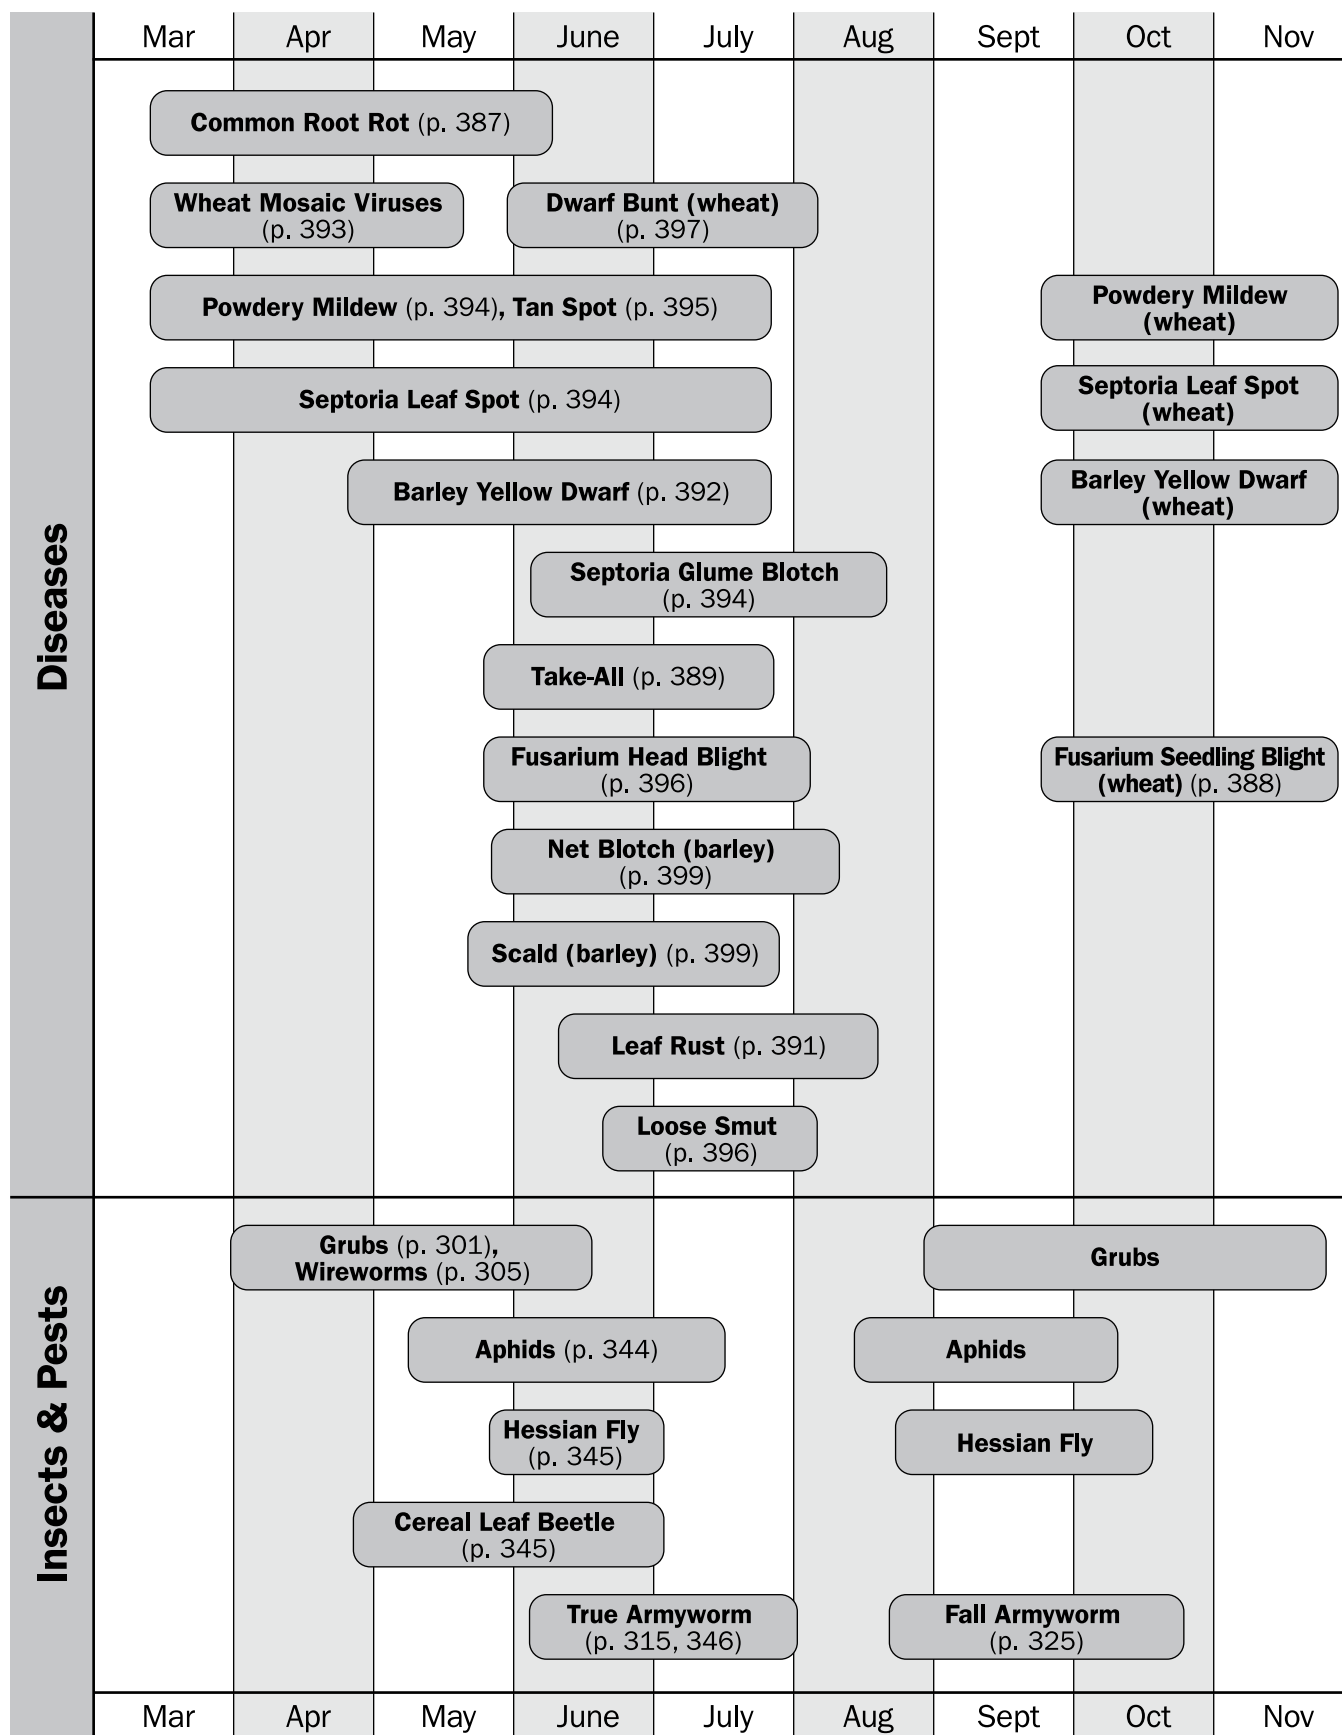 Mar Apr May June July Aug Sept Oct Nov
Diseases
Common Root Rot (p. 387)
Wheat Mosaic Viruses
(p. 393)
Dwarf Bunt (wheat)
(p. 397)
Powdery Mildew (p. 394), Tan Spot (p. 395)
Powdery Mildew
(wheat)
Septoria Leaf Spot (p. 394)
Septoria Leaf Spot
(wheat)
Barley Yellow Dwarf (p. 392)
Barley Yellow Dwarf
(wheat)
Septoria Glume Blotch
(p. 394)
Take-All (p. 389)
Fusarium Head Blight
(p. 396)
Fusarium Seedling Blight
(wheat) (p. 388)
Net Blotch (barley)
(p. 399)
Scald (barley) (p. 399)
Leaf Rust (p. 391)
Loose Smut
(p. 396)
Insects & Pests
Grubs (p. 301),
Wireworms (p. 305)
Grubs
Aphids (p. 344)
Aphids
Hessian Fly
(p. 345)
Hessian Fly
Cereal Leaf Beetle
(p. 345)
True Armyworm
(p. 315, 346)
Fall Armyworm
(p. 325)
Mar Apr May June July Aug Sept Oct Nov